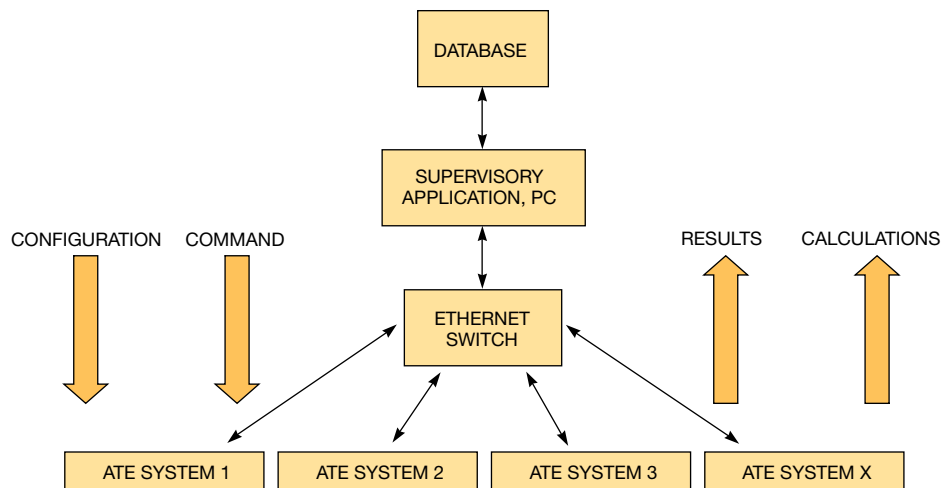 DATABASE
SUPERVISORY
APPLICATION, PC
CONFIGURATION
COMMAND
RESULTS
CALCULATIONS
ETHERNET
SWITCH
ATE SYSTEM 1
ATE SYSTEM 2
ATE SYSTEM 3
ATE SYSTEM X